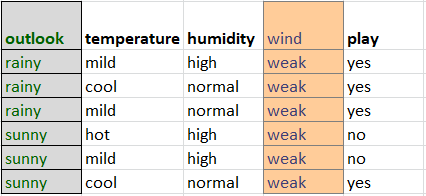 outlook temperature humidity wind play
rainy mild high weak yes
rainy cool normal weak yes
rainy mild normal weak yes
sunny hot high weak no
sunny mild high weak no
sunny cool normal weak yes